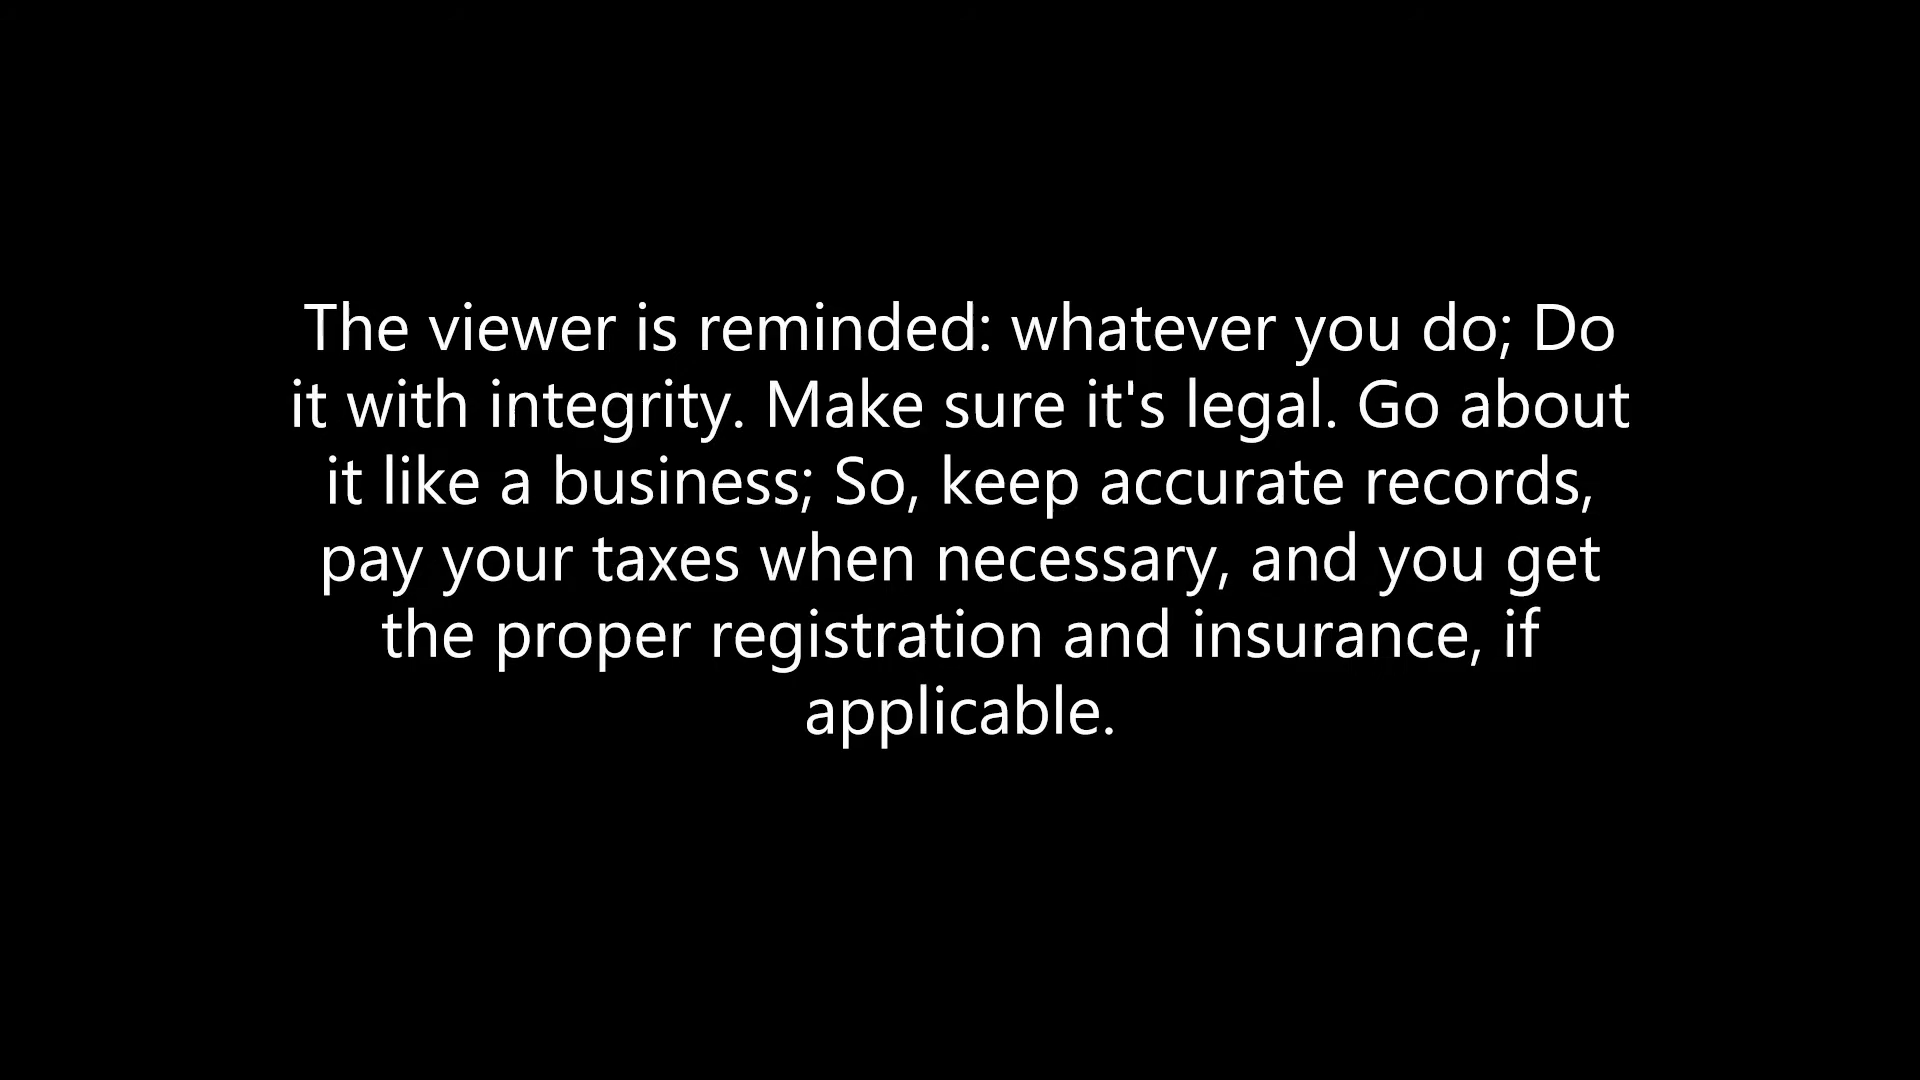 The viewer is reminded: whatever you do; Do
it with integrity. Make sure it's legal. Go about
it like a business; So, keep accurate records,
pay your taxes when necessary, and you get
the proper registration and insurance, if
applicable.